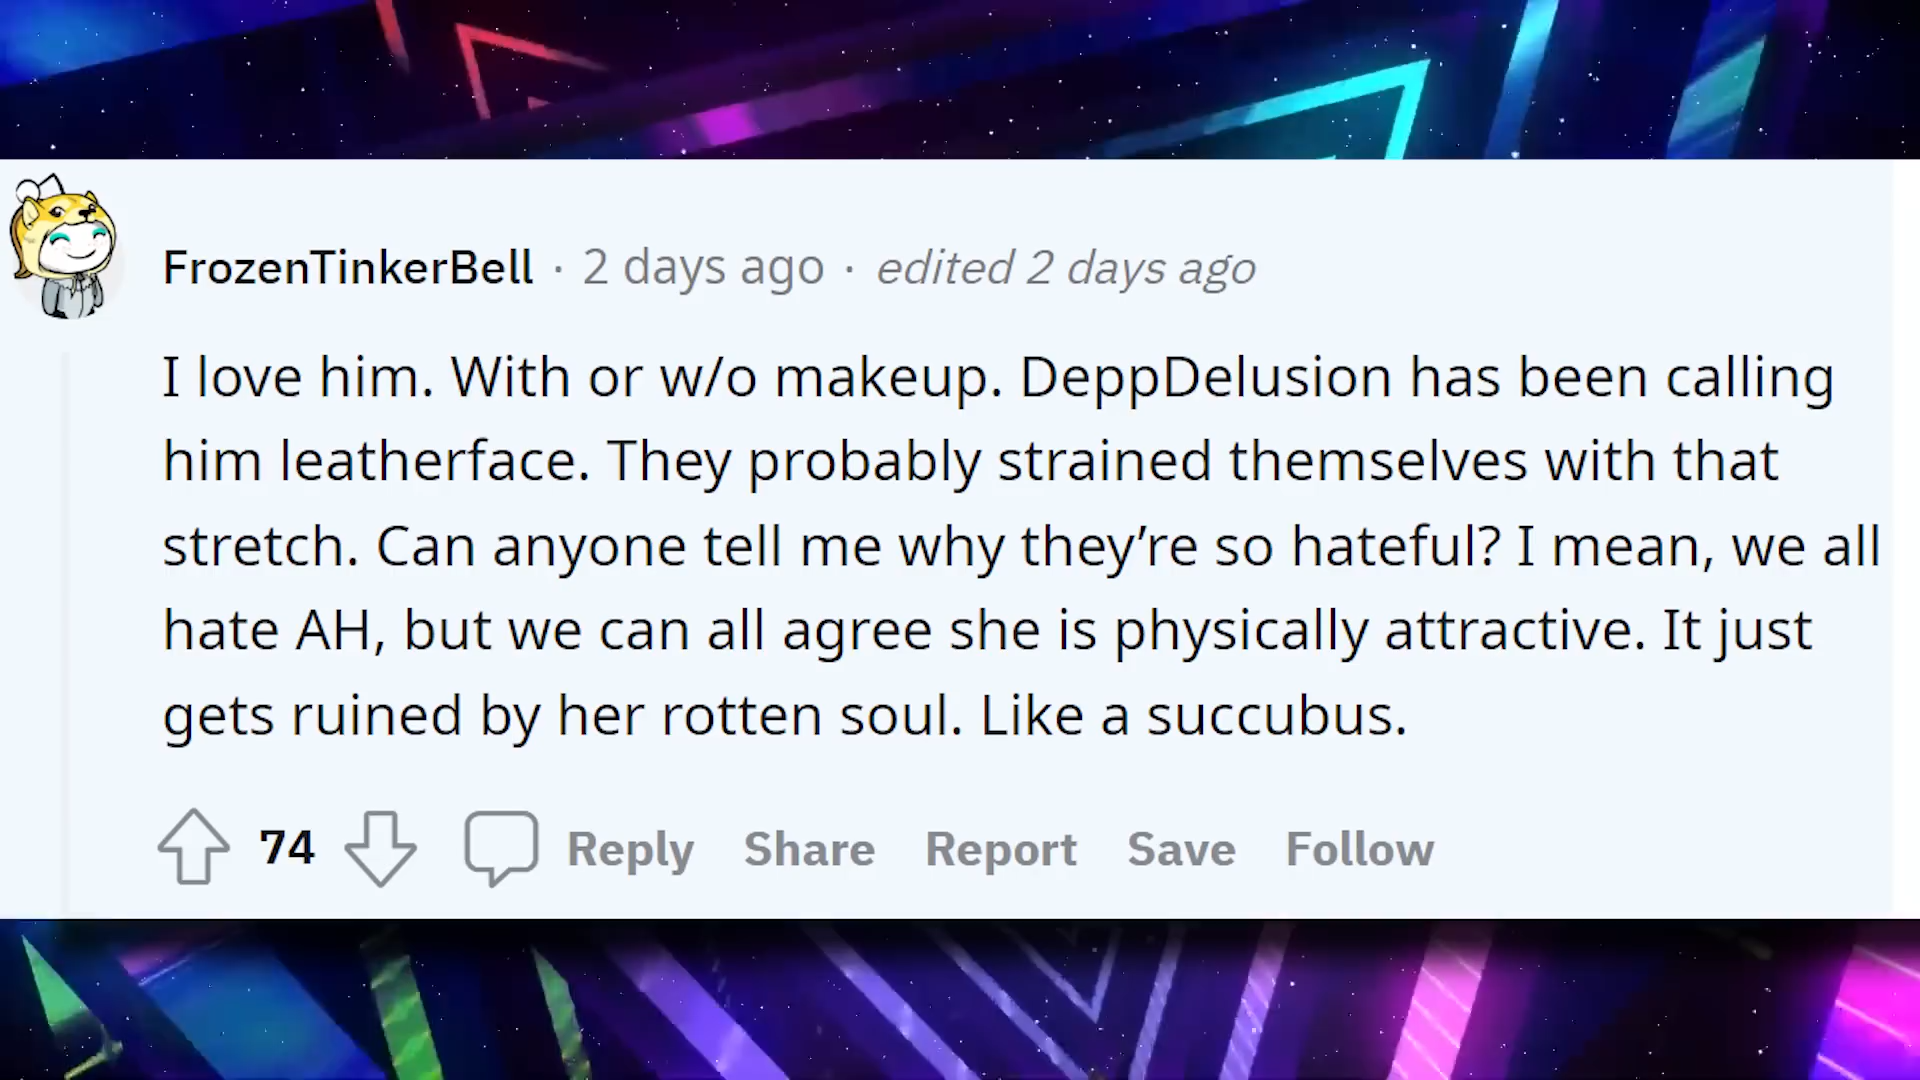 FrozenTinkerBell · 2 days ago · edited 2 days ago
I love him. With or w/o makeup. DeppDelusion has been calling
him leatherface. They probably strained themselves with that
stretch. Can anyone tell me why they’re so hateful? I mean, we all
hate AH, but we can all agree she is physically attractive. It just
gets ruined by her rotten soul. Like a succubus.
74 Reply Share Report Save Follow